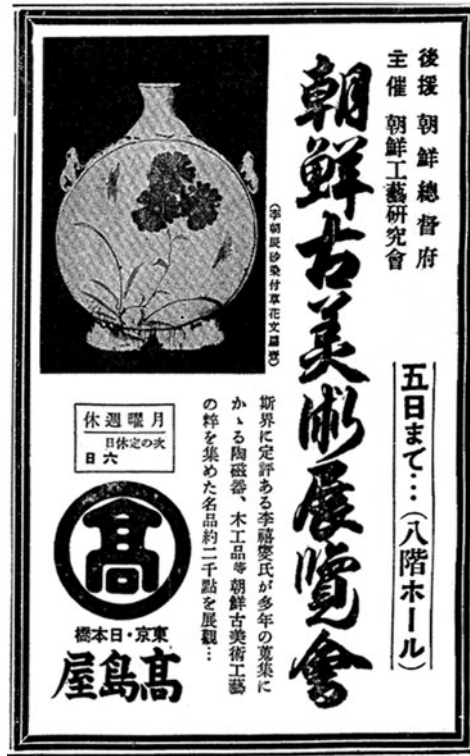 後援 朝鮮總督府
主催 朝鮮工藝研究會
朝鮮古美術展覧會
五日まで…(八階ホール)
(李朝辰砂染付草花文扁壷)
斯界に定評ある李禧燮氏が多年の蒐集に
かゝる陶磁器、木工品等朝鮮古美術工藝
の粋を集めた名品約二千點を展觀…
月曜週休
次の定休日
六日
髙
東京・日本橋
髙島屋